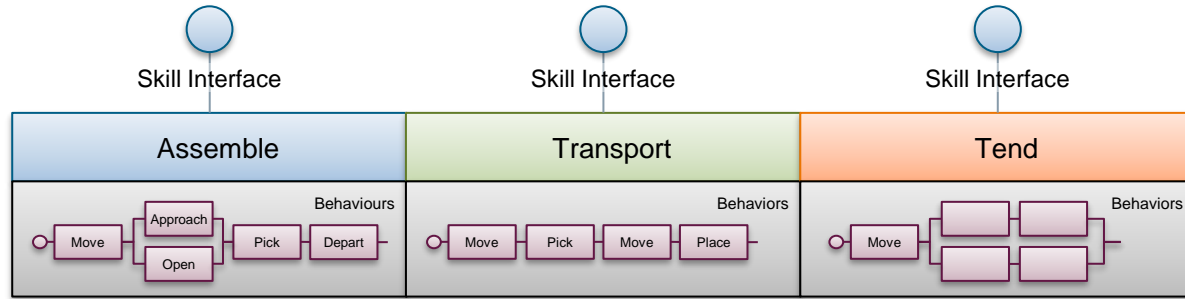 Skill Interface
Skill Interface
Skill Interface
Assemble
Transport
Tend
Behaviours
Approach
Move
Open
Pick
Depart
Behaviors
Move
Pick
Move
Place
Behaviors
Move